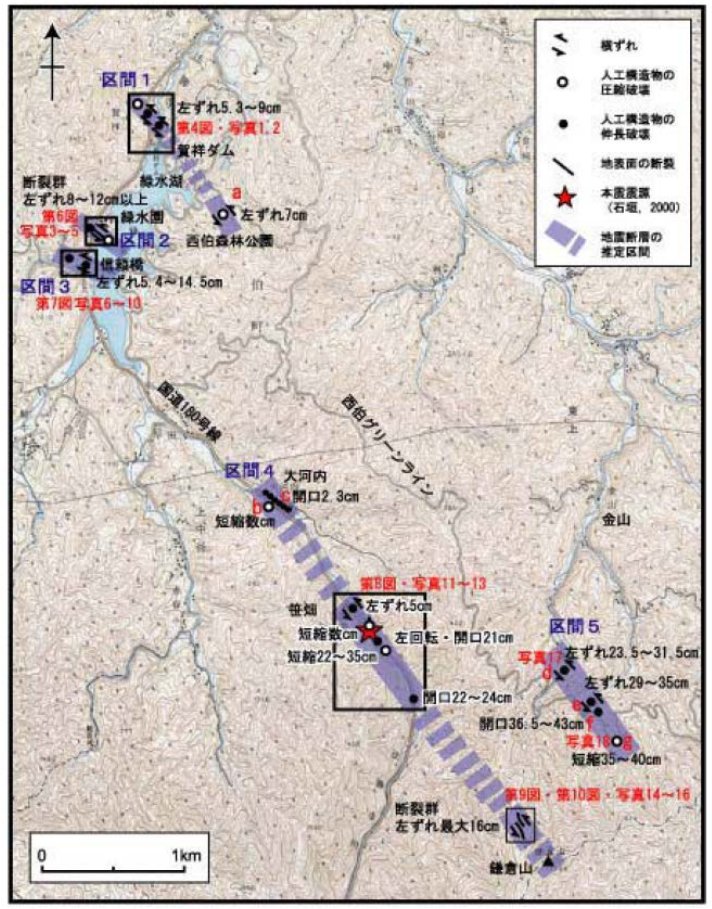 横ずれ
人工構造物の
圧縮破壊
人工構造物の
伸長破壊
地表面の断裂
本震震源
(石垣, 2000)
地震断層の
推定区間
区間1
左ずれ5.3～9cm
第4図・写真1,2
賀祥ダム
緑水湖
断裂群
左ずれ8～12cm以上
a
左ずれ7cm
第6図
写真3～5
緑水園
区間2
西伯森林公園
信頼橋
区間3
左ずれ5.4～14.5cm
第7図写真6～10
国道180号線
西伯グリーンライン
区間4
大河内
c
開口2.3cm
b
短縮数cm
金山
第8図・写真11～13
笹畑
左ずれ5cm
短縮数cm
左回転・開口21cm
短縮22～35cm
開口22～24cm
区間5
左ずれ23.5～31.5cm
写真17
d
左ずれ29～35cm
e
f
開口36.5～43cm
写真18
g
短縮35～40cm
第9図・第10図・写真14～16
断裂群
左ずれ最大16cm
鎌倉山
0
1km